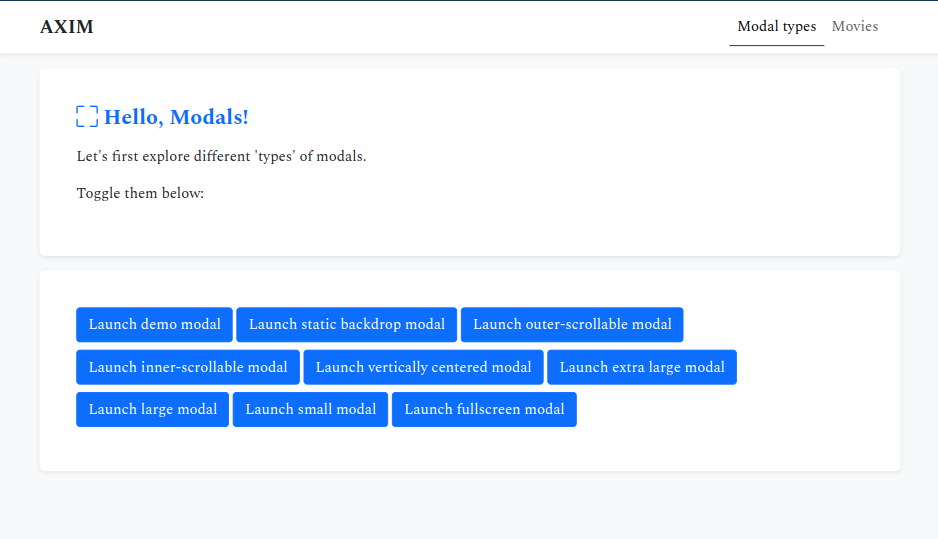 AXIM
Modal types Movies
Hello, Modals!
Let's first explore different 'types' of modals.
Toggle them below:
Launch demo modal Launch static backdrop modal Launch outer-scrollable modal
Launch inner-scrollable modal Launch vertically centered modal Launch extra large modal
Launch large modal Launch small modal Launch fullscreen modal